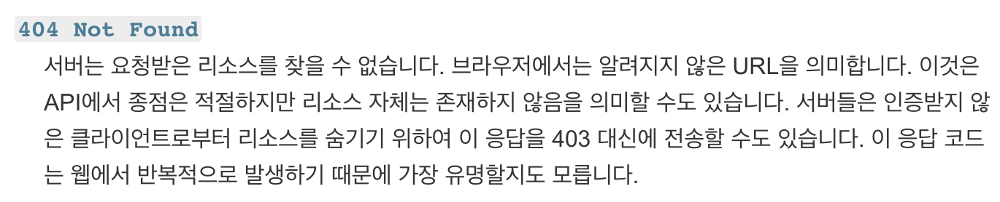 404 Not Found
서버는 요청받은 리소스를 찾을 수 없습니다. 브라우저에서는 알려지지 않은 URL을 의미합니다. 이것은
API에서 종점은 적절하지만 리소스 자체는 존재하지 않음을 의미할 수도 있습니다. 서버들은 인증받지 않
은 클라이언트로부터 리소스를 숨기기 위하여 이 응답을 403 대신에 전송할 수도 있습니다. 이 응답 코드
는 웹에서 반복적으로 발생하기 때문에 가장 유명할지도 모릅니다.